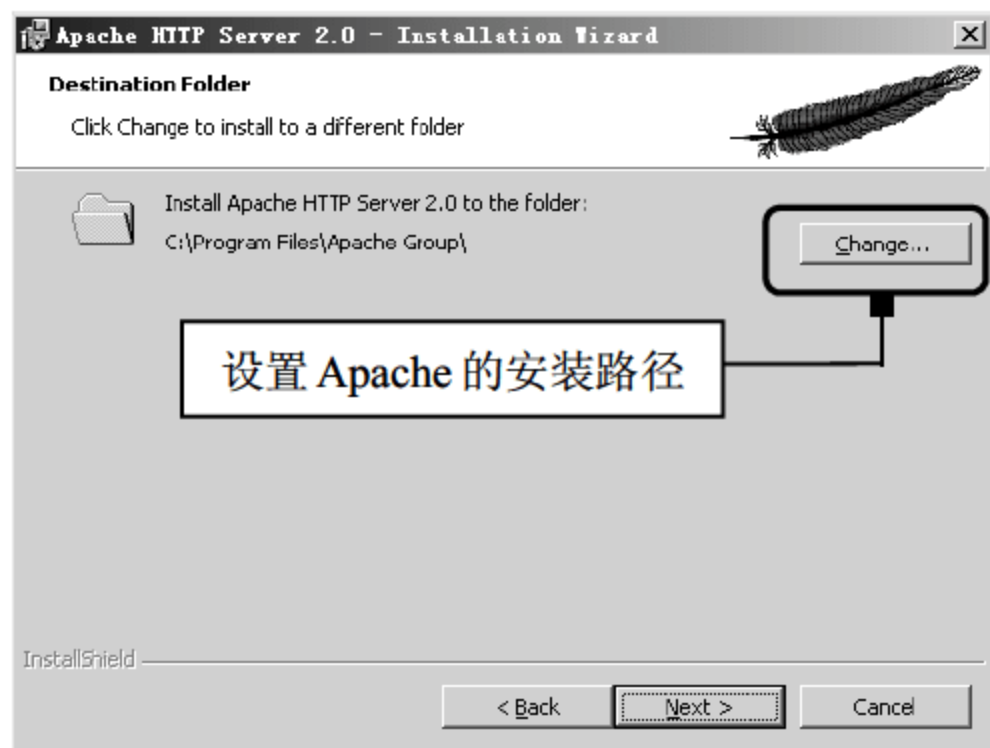 Apache HTTP Server 2.0 - Installation Wizard
Destination Folder
Click Change to install to a different folder
Install Apache HTTP Server 2.0 to the folder:
C:\Program Files\Apache Group\
Change...
设置 Apache 的安装路径
InstallShield
< Back
Next >
Cancel